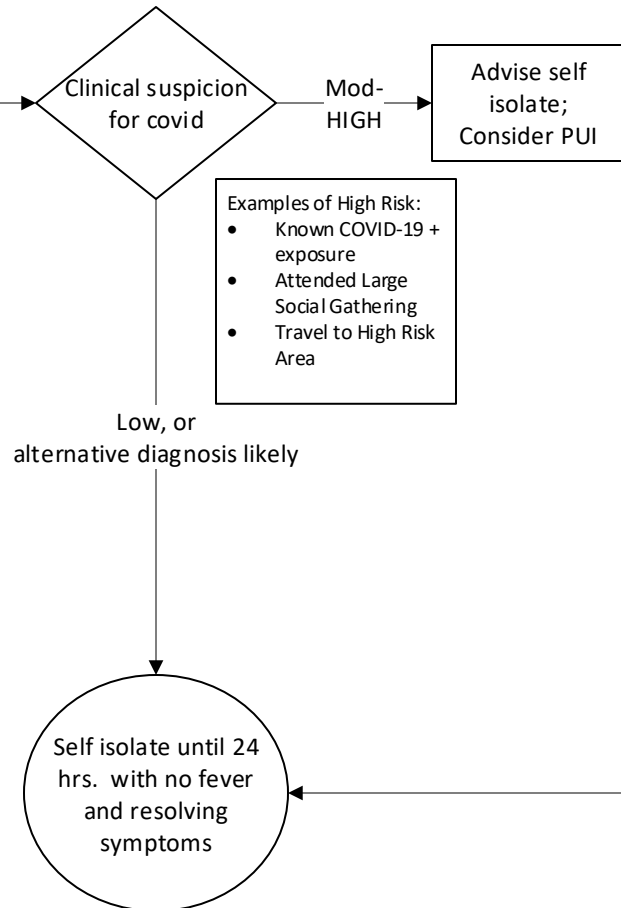 Clinical suspicion
for covid
Mod-
HIGH
Advise self
isolate;
Consider PUI
Examples of High Risk:
• Known COVID-19 +
exposure
• Attended Large
Social Gathering
• Travel to High Risk
Area
Low, or
alternative diagnosis likely
Self isolate until 24
hrs. with no fever
and resolving
symptoms